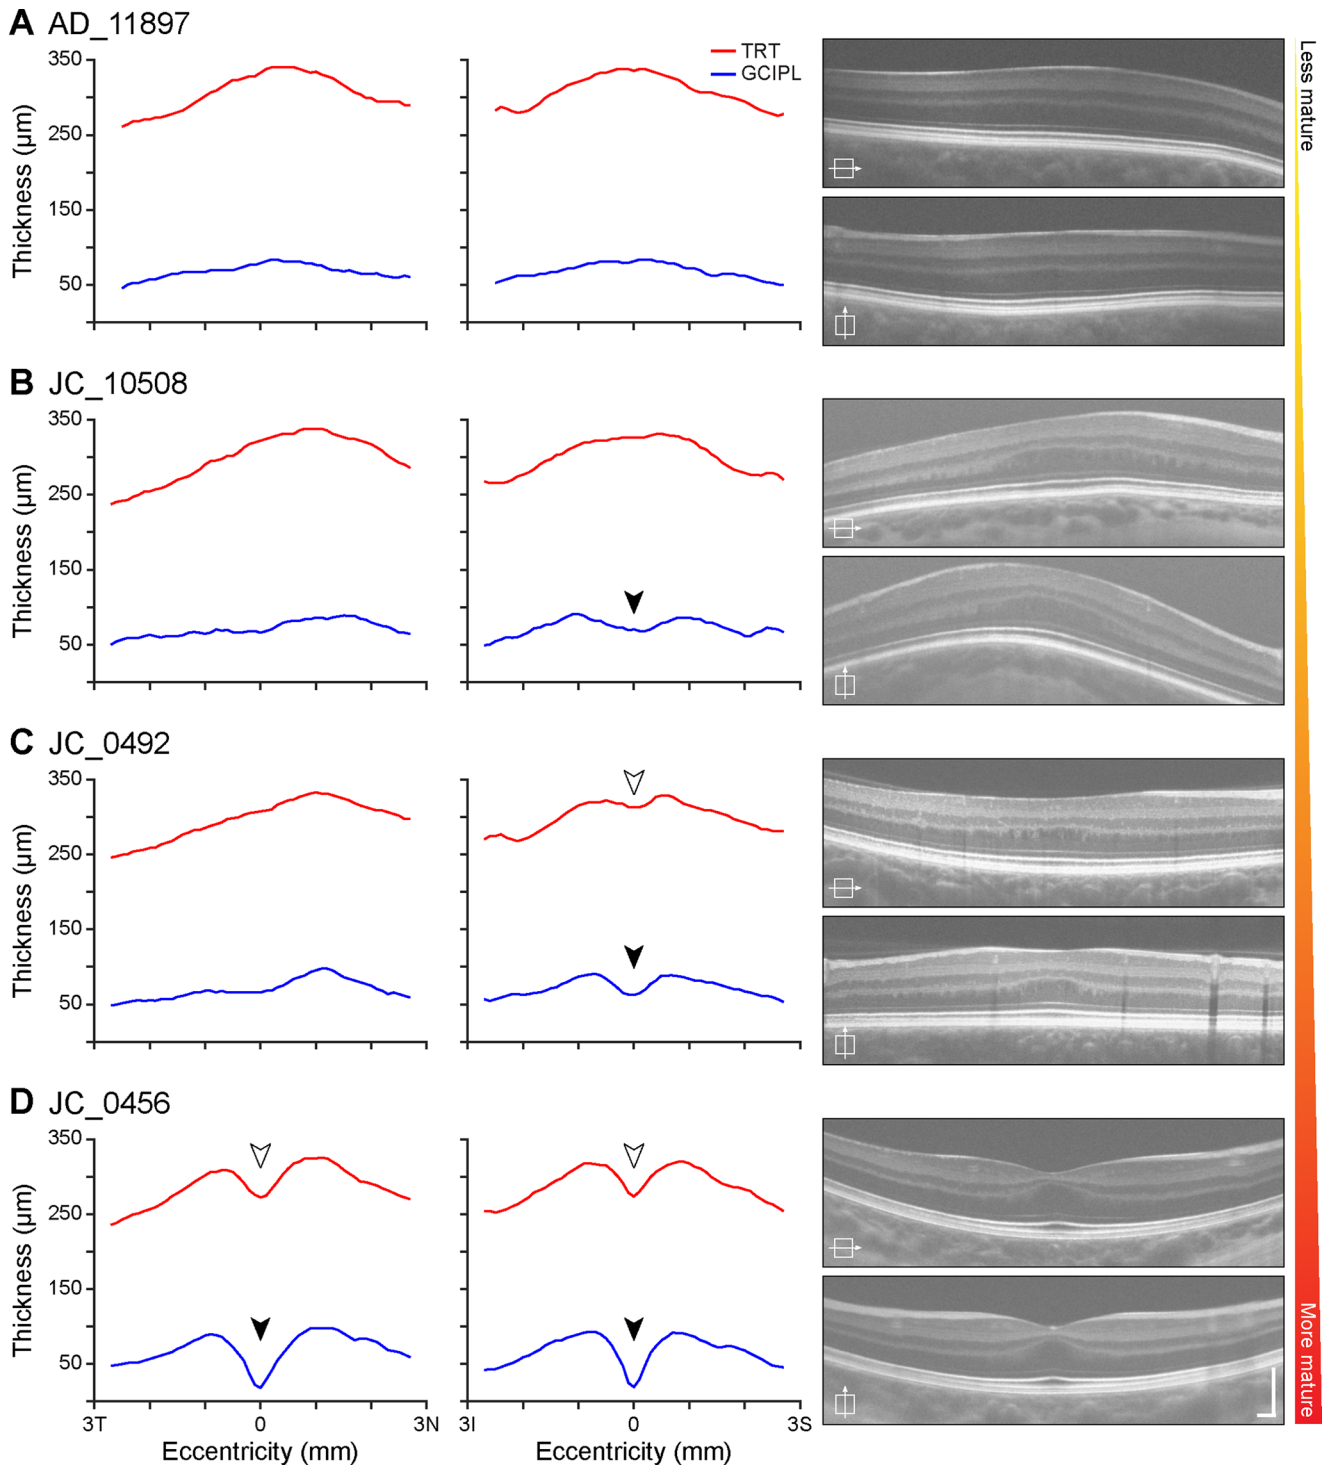 A AD_11897
350
250
150
50
Thickness (µm)
TRT
GCIPL
Less mature
B JC_10508
350
250
150
50
Thickness (µm)
C JC_0492
350
250
150
50
Thickness (µm)
D JC_0456
350
250
150
50
Thickness (µm)
3T 0 3N
Eccentricity (mm)
3I 0 3S
Eccentricity (mm)
More mature